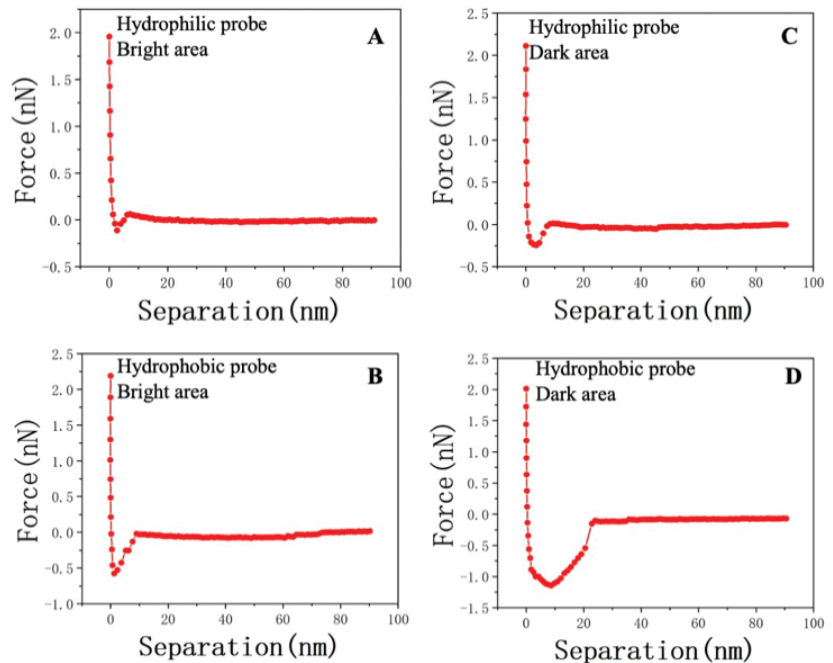 Hydrophilic probe
Bright area
A
2.0
1.5
1.0
0.5
0.0
-0.5
Force(nN)
0 20 40 60 80 100
Separation(nm)
Hydrophilic probe
Dark area
C
2.5
2.0
1.5
1.0
0.5
0.0
-0.5
Force(nN)
0 20 40 60 80 100
Separation(nm)
Hydrophobic probe
Bright area
B
2.5
2.0
1.5
1.0
0.5
0.0
-0.5
-1.0
Force(nN)
0 20 40 60 80 100
Separation(nm)
Hydrophobic probe
Dark area
D
2.5
2.0
1.5
1.0
0.5
0.0
-0.5
-1.0
-1.5
Force(nN)
0 20 40 60 80 100
Separation(nm)